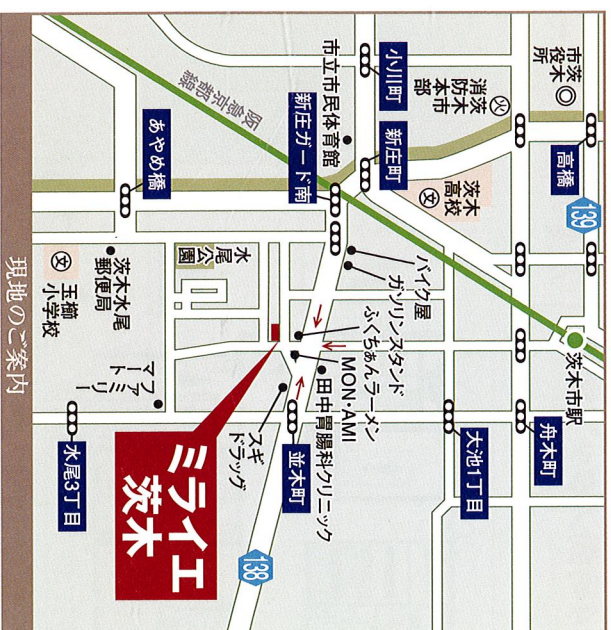 現地のご案内
茨木市駅
舟木町
大池1丁目
並木町
水尾3丁目
139
138
高橋
茨木
市役
所
茨木市
消防
本部
小川町
新庄町
茨木
高校
文
市立市民体育館
新庄ガード南
阪急京都線
あやめ橋
バイク屋
ガソリンスタンド
ふくちぁんラーメン
MON・AMI
田中胃腸科クリニック
スギ
ドラッグ
水尾
公園
茨木水尾
郵便局
文
玉櫛
小学校
ファミリー
マート
ミライエ
茨木